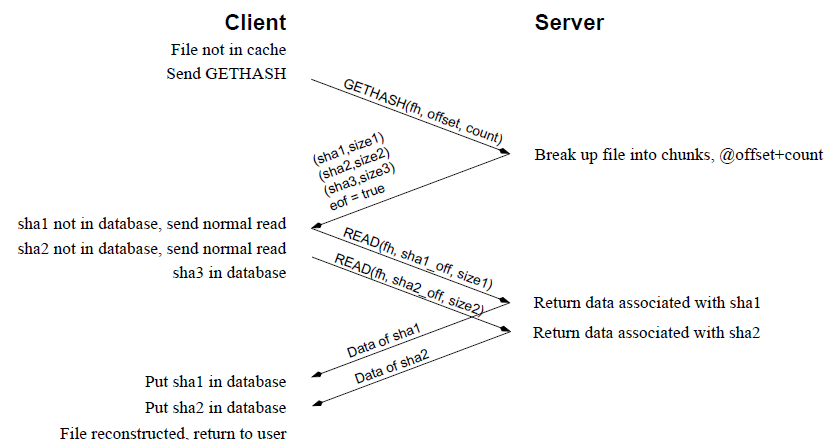 Client
Server
File not in cache
Send GETHASH
GETHASH(fh, offset, count)
Break up file into chunks, @offset+count
(sha1,size1)
(sha2,size2)
(sha3,size3)
eof = true
sha1 not in database, send normal read
sha2 not in database, send normal read
sha3 in database
READ(fh, sha1_off, size1)
READ(fh, sha2_off, size2)
Return data associated with sha1
Return data associated with sha2
Data of sha1
Data of sha2
Put sha1 in database
Put sha2 in database
File reconstructed, return to user